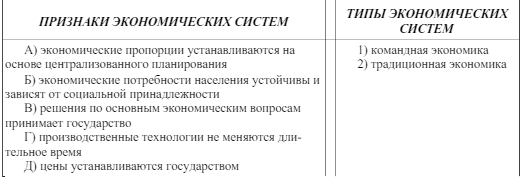 ПРИЗНАКИ ЭКОНОМИЧЕСКИХ СИСТЕМ
ТИПЫ ЭКОНОМИЧЕСКИХ
СИСТЕМ
А) экономические пропорции устанавливаются на
основе централизованного планирования
Б) экономические потребности населения устойчивы и
зависят от социальной принадлежности
В) решения по основным экономическим вопросам
принимает государство
Г) производственные технологии не меняются дли-
тельное время
Д) цены устанавливаются государством
1) командная экономика
2) традиционная экономика